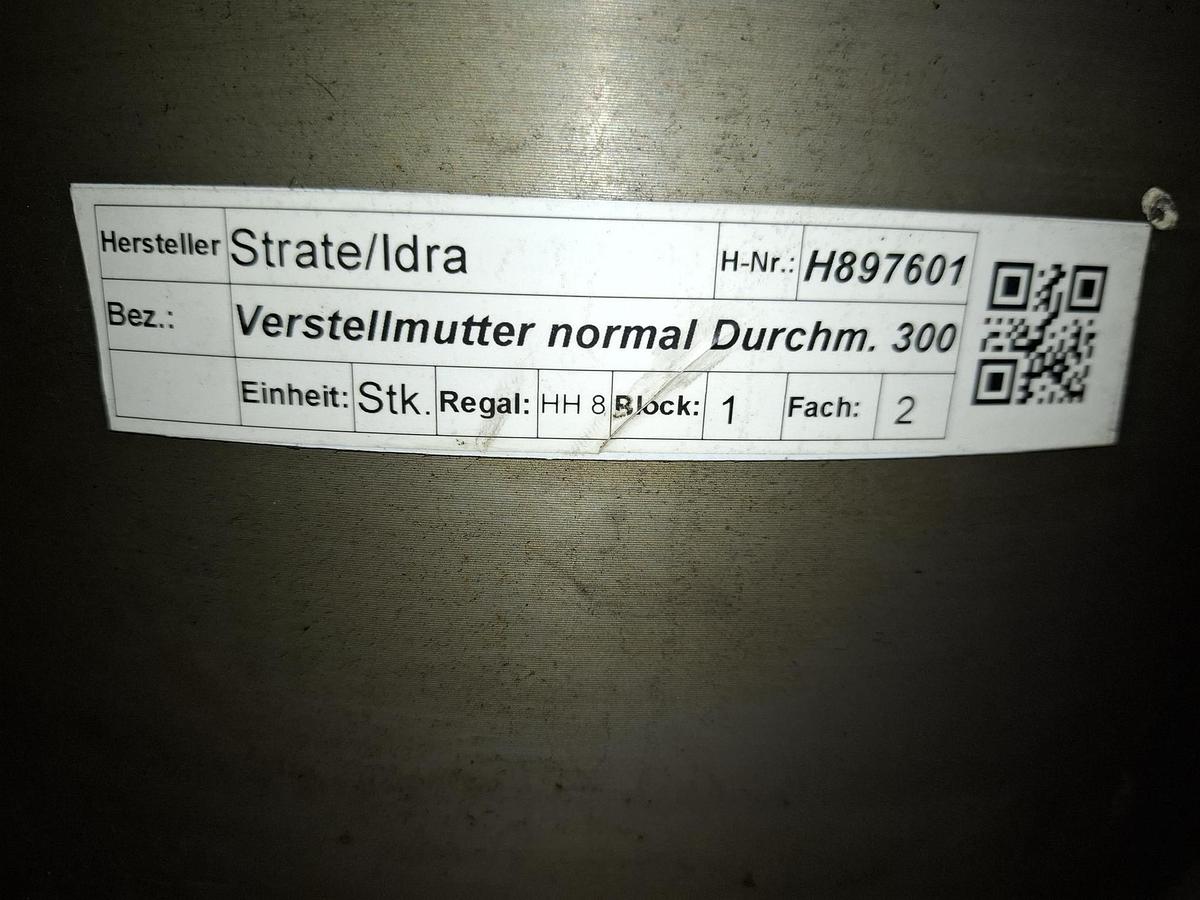 Hersteller Strate/Idra H-Nr.: H897601
Bez.: Verstellmutter normal Durchm. 300
Einheit: Stk. Regal: HH 8 Block: 1 Fach: 2